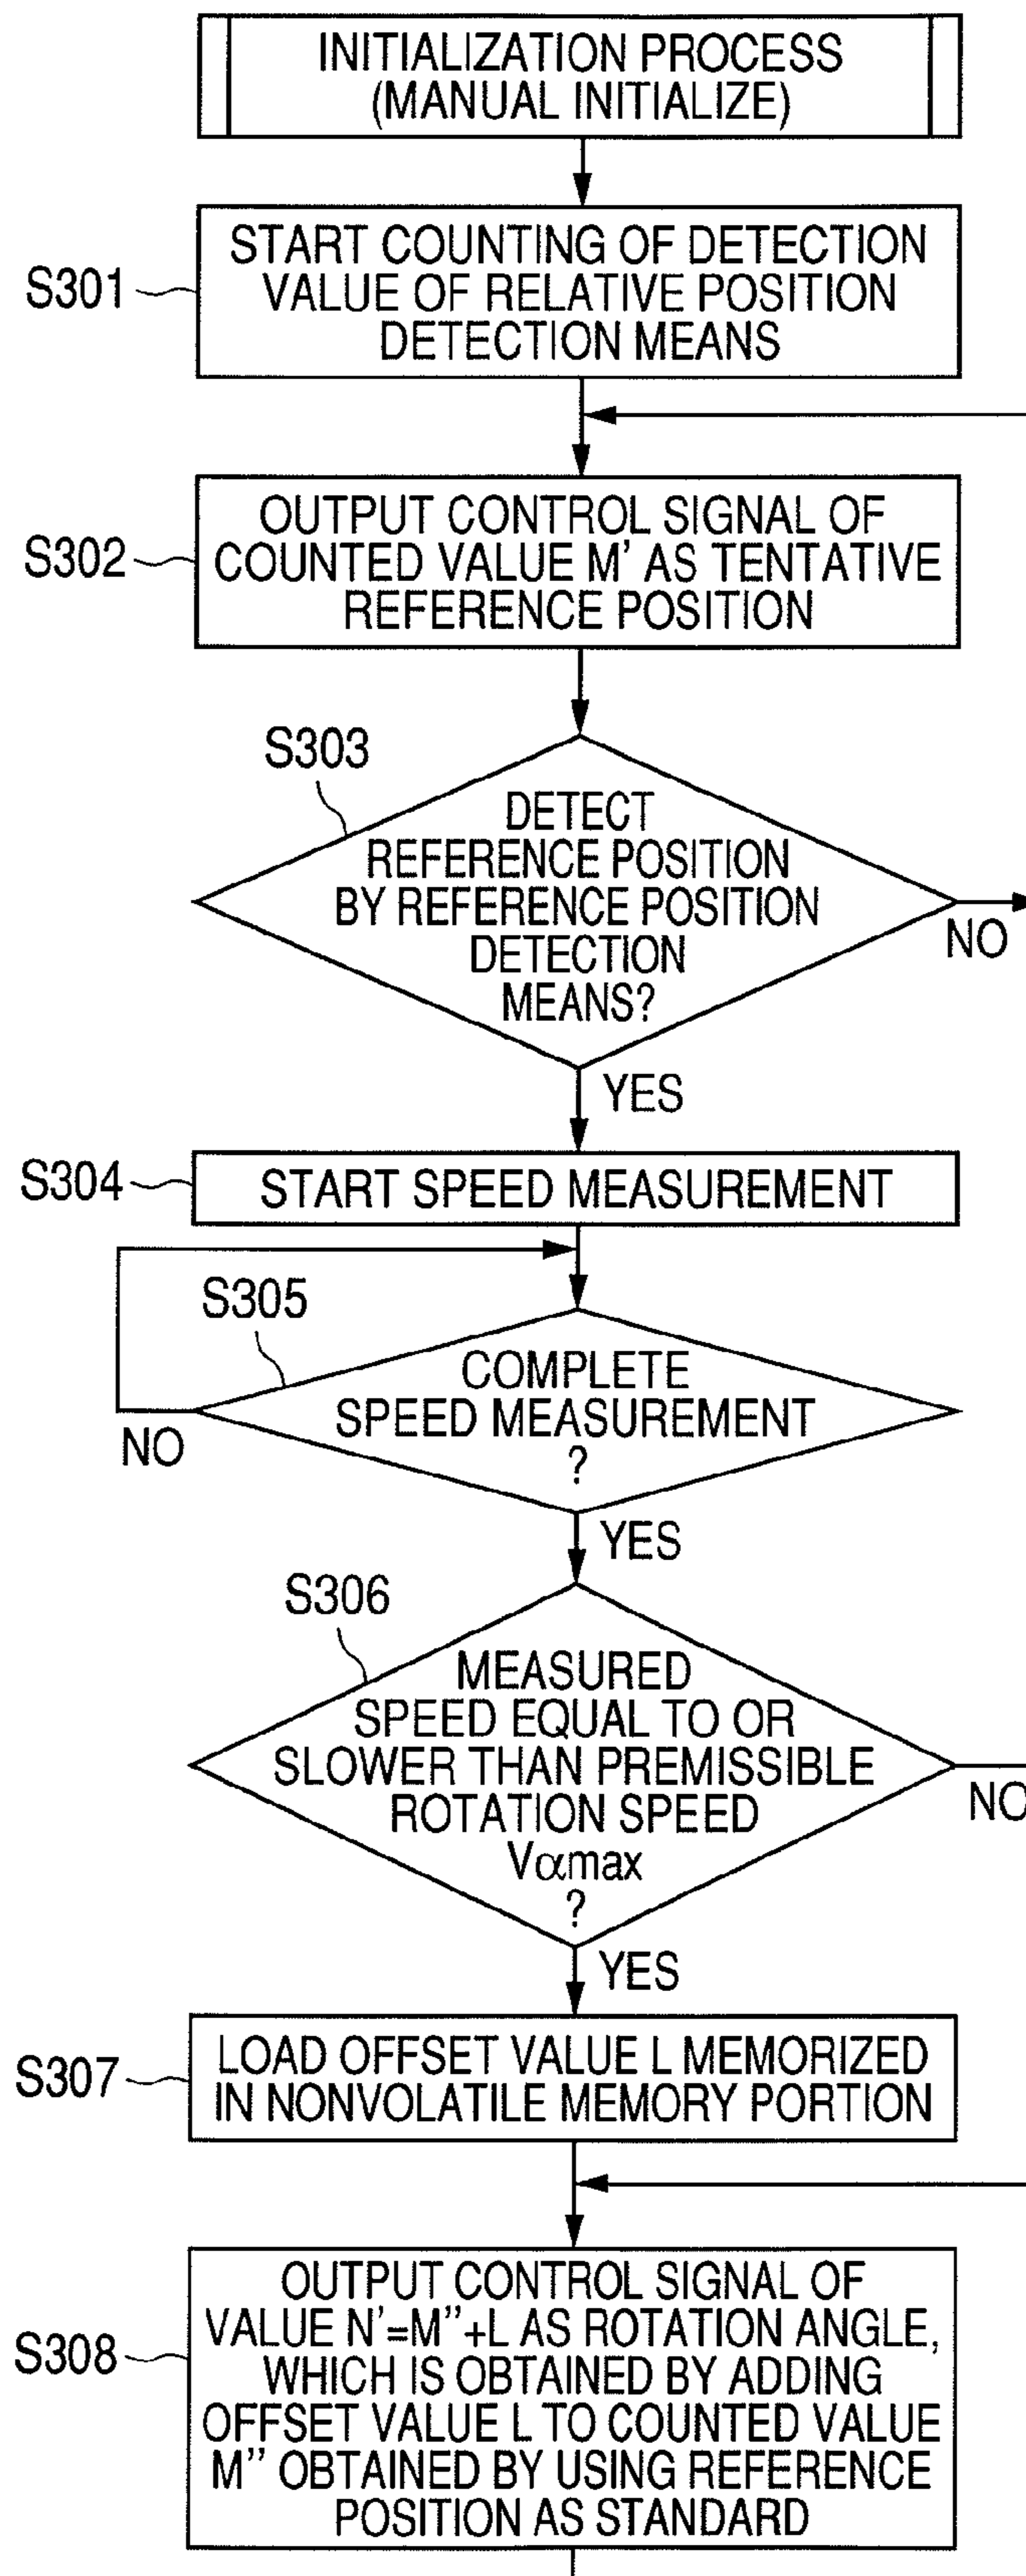 INITIALIZATION PROCESS
(MANUAL INITIALIZE)
S301
START COUNTING OF DETECTION
VALUE OF RELATIVE POSITION
DETECTION MEANS
S302
OUTPUT CONTROL SIGNAL OF
COUNTED VALUE M' AS TENTATIVE
REFERENCE POSITION
S303
DETECT
REFERENCE POSITION
BY REFERENCE POSITION
DETECTION
MEANS?
NO
YES
S304
START SPEED MEASUREMENT
S305
COMPLETE
SPEED MEASUREMENT
?
NO
YES
S306
MEASURED
SPEED EQUAL TO OR
SLOWER THAN PREMISSIBLE
ROTATION SPEED
Vαmax
?
NO
YES
S307
LOAD OFFSET VALUE L MEMORIZED
IN NONVOLATILE MEMORY PORTION
S308
OUTPUT CONTROL SIGNAL OF
VALUE N'=M''+L AS ROTATION ANGLE,
WHICH IS OBTAINED BY ADDING
OFFSET VALUE L TO COUNTED VALUE
M'' OBTAINED BY USING REFERENCE
POSITION AS STANDARD